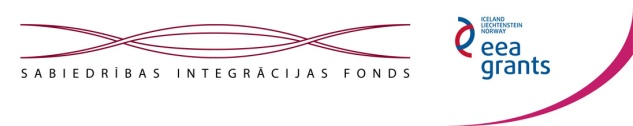 SABIEDRĪBAS INTEGRĀCIJAS FONDS
ICELAND
LIECHTENSTEIN
NORWAY
eea
grants